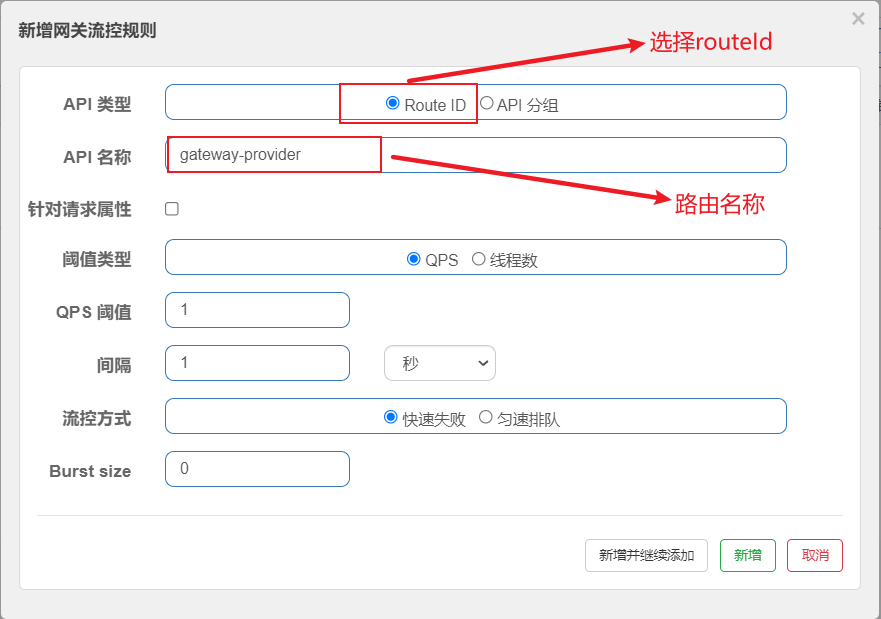 新增网关流控规则
×
选择routeId
API 类型
Route ID API 分组
API 名称
gateway-provider
路由名称
针对请求属性
阈值类型
QPS 线程数
QPS 阈值
1
间隔
1
秒
流控方式
快速失败 匀速排队
Burst size
0
新增并继续添加 新增 取消